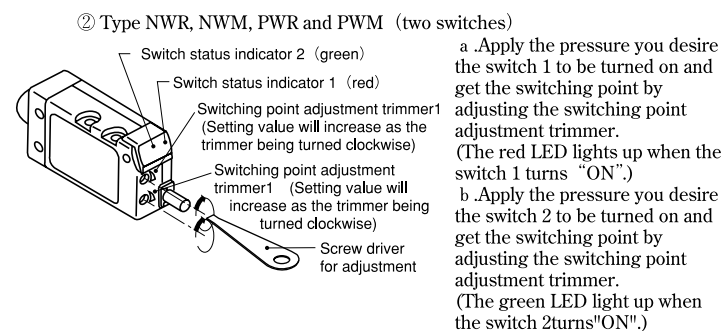 ② Type NWR, NWM, PWR and PWM (two switches)
Switch status indicator 2 (green)
Switch status indicator 1 (red)
Switching point adjustment trimmer1
(Setting value will increase as the
trimmer being turned clockwise)
Switching point adjustment
trimmer1 (Setting value will
increase as the trimmer being
turned clockwise)
Screw driver
for adjustment
a .Apply the pressure you desire
the switch 1 to be turned on and
get the switching point by
adjusting the switching point
adjustment trimmer.
(The red LED lights up when the
switch 1 turns “ON”.)
b .Apply the pressure you desire
the switch 2 to be turned on and
get the switching point by
adjusting the switching point
adjustment trimmer.
(The green LED light up when
the switch 2turns"ON".)